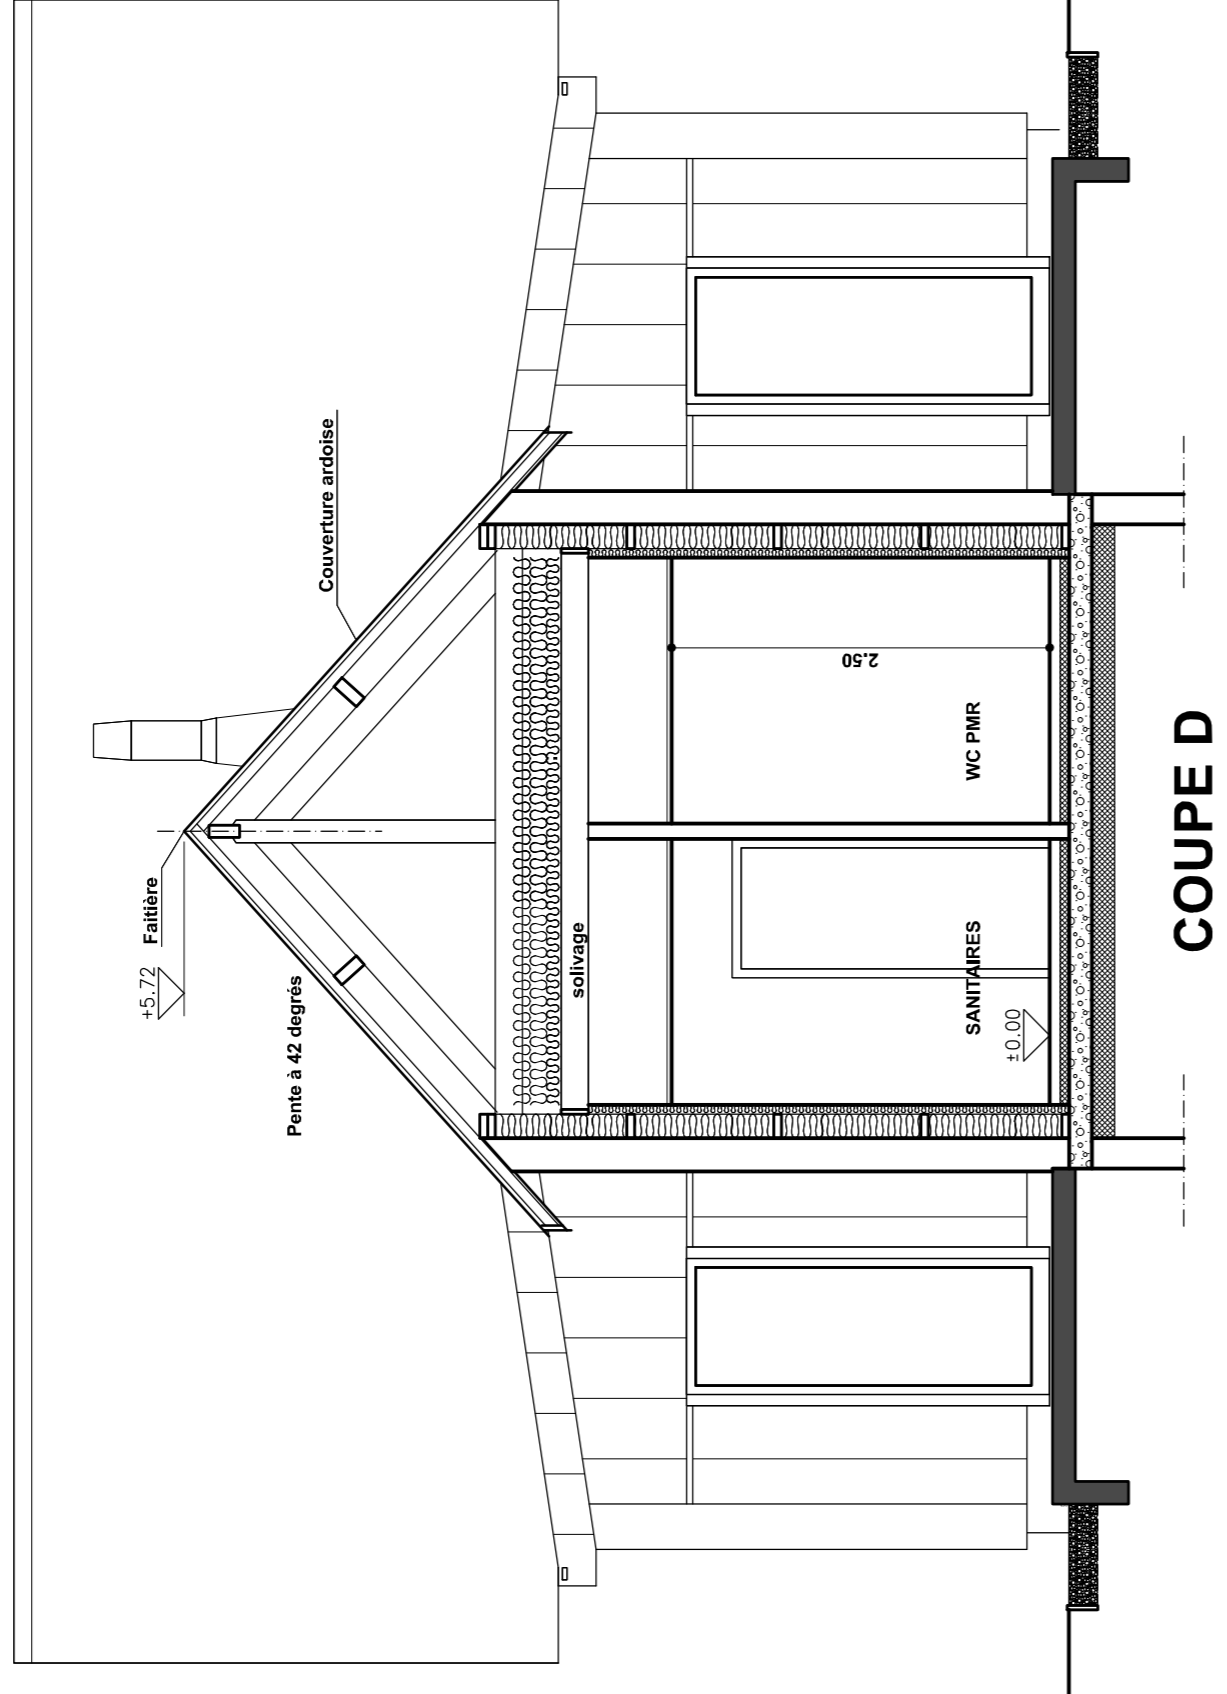 +5.72
Faitière
Couverture ardoise
Pente à 42 degrés
solivage
2.50
SANITAIRES
WC PMR
±0.00
COUPE D